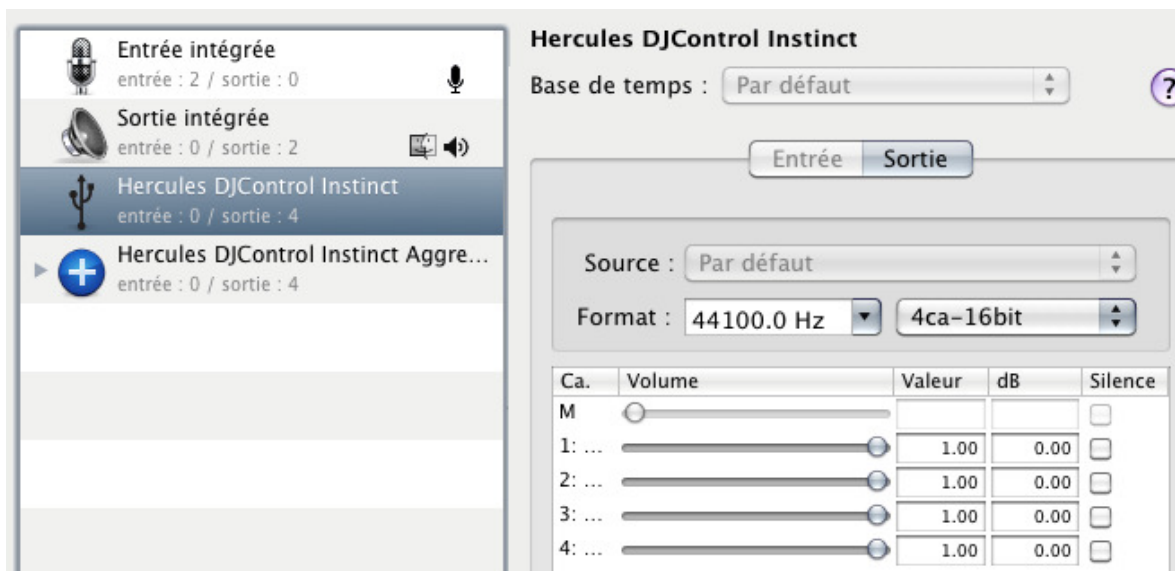 Entrée intégrée
entrée : 2 / sortie : 0
Sortie intégrée
entrée : 0 / sortie : 2
Hercules DJControl Instinct
entrée : 0 / sortie : 4
Hercules DJControl Instinct Aggre...
entrée : 0 / sortie : 4
Hercules DJControl Instinct
Base de temps : Par défaut ?
Entrée Sortie
Source : Par défaut
Format : 44100.0 Hz 4ca-16bit
Ca. Volume Valeur dB Silence
M
1: ... 1.00 0.00
2: ... 1.00 0.00
3: ... 1.00 0.00
4: ... 1.00 0.00